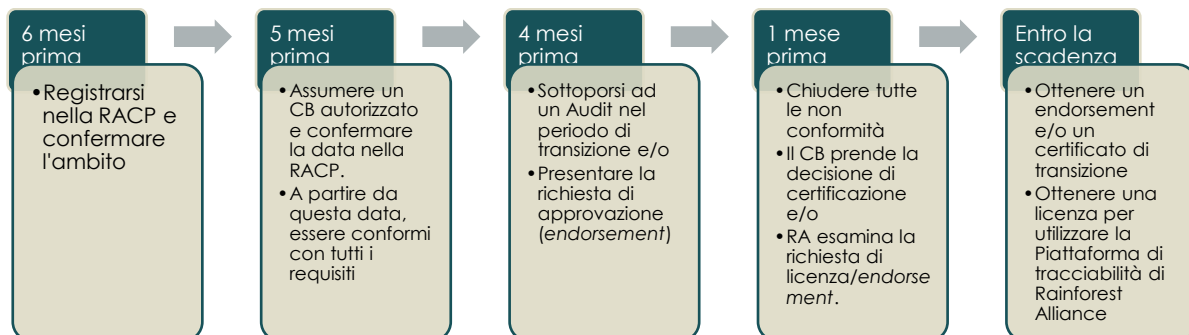 6 mesi
prima
•Registrarsi
nella RACP e
confermare
l'ambito
5 mesi
prima
•Assumere un
CB autorizzato
e confermare
la data nella
RACP.
•A partire da
questa data,
essere conformi
con tutti i
requisiti
4 mesi
prima
•Sottoporsi ad
un Audit nel
periodo di
transizione e/o
•Presentare la
richiesta di
approvazione
(endorsement)
1 mese
prima
•Chiudere tutte
le non
conformità
•Il CB prende la
decisione di
certificazione
e/o
•RA esamina la
richiesta di
licenza/endorse
ment.
Entro la
scadenza
•Ottenere un
endorsement
e/o un
certificato di
transizione
•Ottenere una
licenza per
utilizzare la
Piattaforma di
tracciabilità di
Rainforest
Alliance